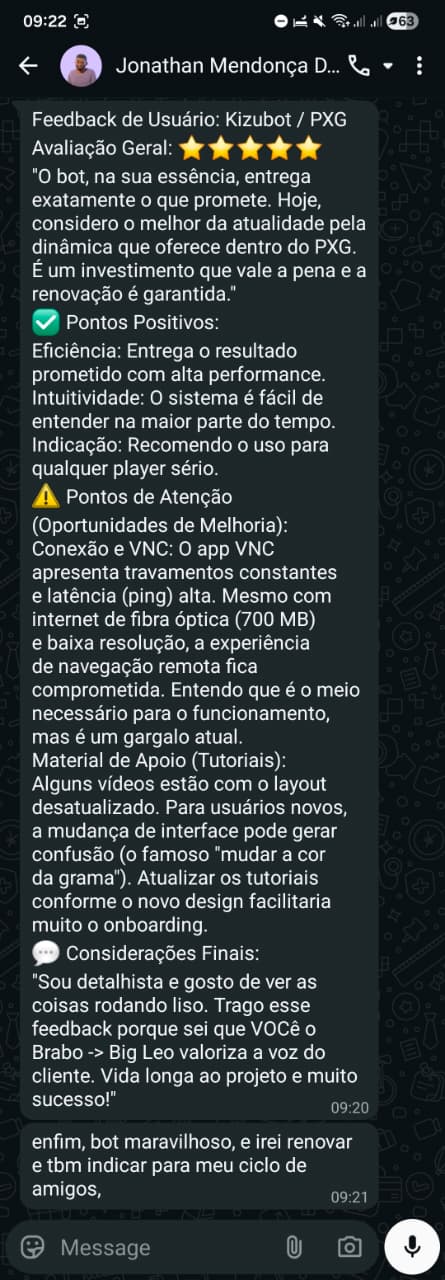 09:22
63
Jonathan Mendonça D...
Feedback de Usuário: Kizubot / PXG
Avaliação Geral: ⭐⭐⭐⭐⭐
"O bot, na sua essência, entrega
exatamente o que promete. Hoje,
considero o melhor da atualidade pela
dinâmica que oferece dentro do PXG.
É um investimento que vale a pena e a
renovação é garantida."
✅ Pontos Positivos:
Eficiência: Entrega o resultado
prometido com alta performance.
Intuitividade: O sistema é fácil de
entender na maior parte do tempo.
Indicação: Recomendo o uso para
qualquer player sério.
⚠️ Pontos de Atenção
(Oportunidades de Melhoria):
Conexão e VNC: O app VNC
apresenta travamentos constantes
e latência (ping) alta. Mesmo com
internet de fibra óptica (700 MB)
e baixa resolução, a experiência
de navegação remota fica
comprometida. Entendo que é o meio
necessário para o funcionamento,
mas é um gargalo atual.
Material de Apoio (Tutoriais):
Alguns vídeos estão com o layout
desatualizado. Para usuários novos,
a mudança de interface pode gerar
confusão (o famoso "mudar a cor
da grama"). Atualizar os tutoriais
conforme o novo design facilitaria
muito o onboarding.
💬 Considerações Finais:
"Sou detalhista e gosto de ver as
coisas rodando liso. Trago esse
feedback porque sei que VOCê o
Brabo -> Big Leo valoriza a voz do
cliente. Vida longa ao projeto e muito
sucesso!"
09:20
enfim, bot maravilhoso, e irei renovar
e tbm indicar para meu ciclo de
amigos,
09:21
Message